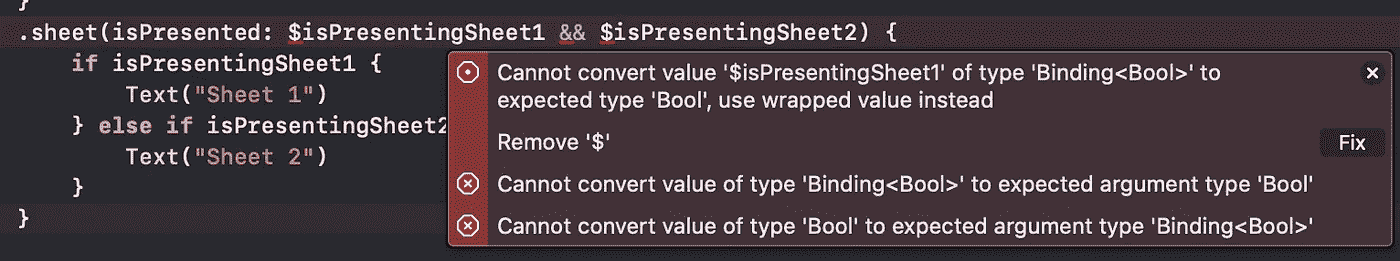 }
.sheet(isPresented: $isPresentingSheet1 && $isPresentingSheet2) {
if isPresentingSheet1 {
Text("Sheet 1")
} else if isPresentingSheet2
Text("Sheet 2")
}
}
Cannot convert value '$isPresentingSheet1' of type 'Binding<Bool>' to
expected type 'Bool', use wrapped value instead
Remove '$'
Fix
Cannot convert value of type 'Binding<Bool>' to expected argument type 'Bool'
Cannot convert value of type 'Bool' to expected argument type 'Binding<Bool>'